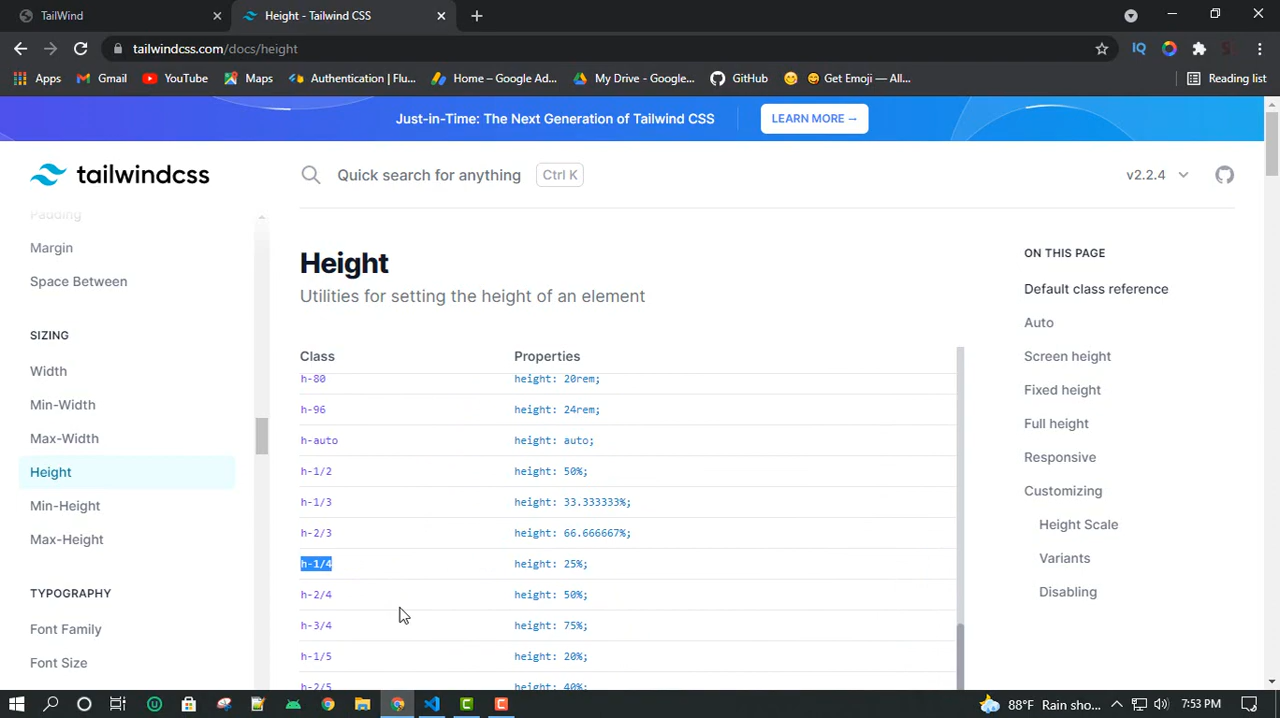 TailWind
Height - Tailwind CSS
tailwindcss.com/docs/height
Apps
Gmail
YouTube
Maps
Authentication | Flu...
Home – Google Ad...
My Drive - Google...
GitHub
Get Emoji — All...
Reading list
Just-in-Time: The Next Generation of Tailwind CSS
LEARN MORE →
tailwindcss
Quick search for anything
Ctrl K
v2.2.4
Padding
Margin
Space Between
SIZING
Width
Min-Width
Max-Width
Height
Min-Height
Max-Height
TYPOGRAPHY
Font Family
Font Size
Height
Utilities for setting the height of an element
Class Properties
h-80 height: 20rem;
h-96 height: 24rem;
h-auto height: auto;
h-1/2 height: 50%;
h-1/3 height: 33.333333%;
h-2/3 height: 66.666667%;
h-1/4 height: 25%;
h-2/4 height: 50%;
h-3/4 height: 75%;
h-1/5 height: 20%;
h-2/5 height: 40%;
ON THIS PAGE
Default class reference
Auto
Screen height
Fixed height
Full height
Responsive
Customizing
Height Scale
Variants
Disabling
88°F Rain sho...
7:53 PM